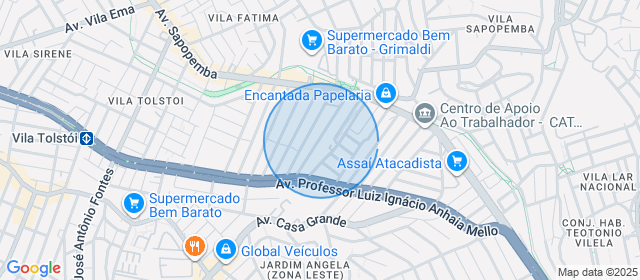 Av. Vila Ema
VILA FATIMA
Av. Sapopemba
VILA
SAPOPEMBA
Supermercado Bem
Barato - Grimaldi
VILA SIRENE
VILA TOLSTOI
Encantada Papelaria
Centro de Apoio
Ao Trabalhador - CAT...
Vila Tolstói
Assaí Atacadista
Av. Professor Luiz Ignácio Anhaia Mello
VILA LAR
NACIONAL
José Antônio Fontes
Supermercado
Bem Barato
Av. Casa Grande
CONJ. HAB.
TEOTONIO
VILELA
Global Veículos
JARDIM ANGELA
(ZONA LESTE)
Google
Map data ©2025